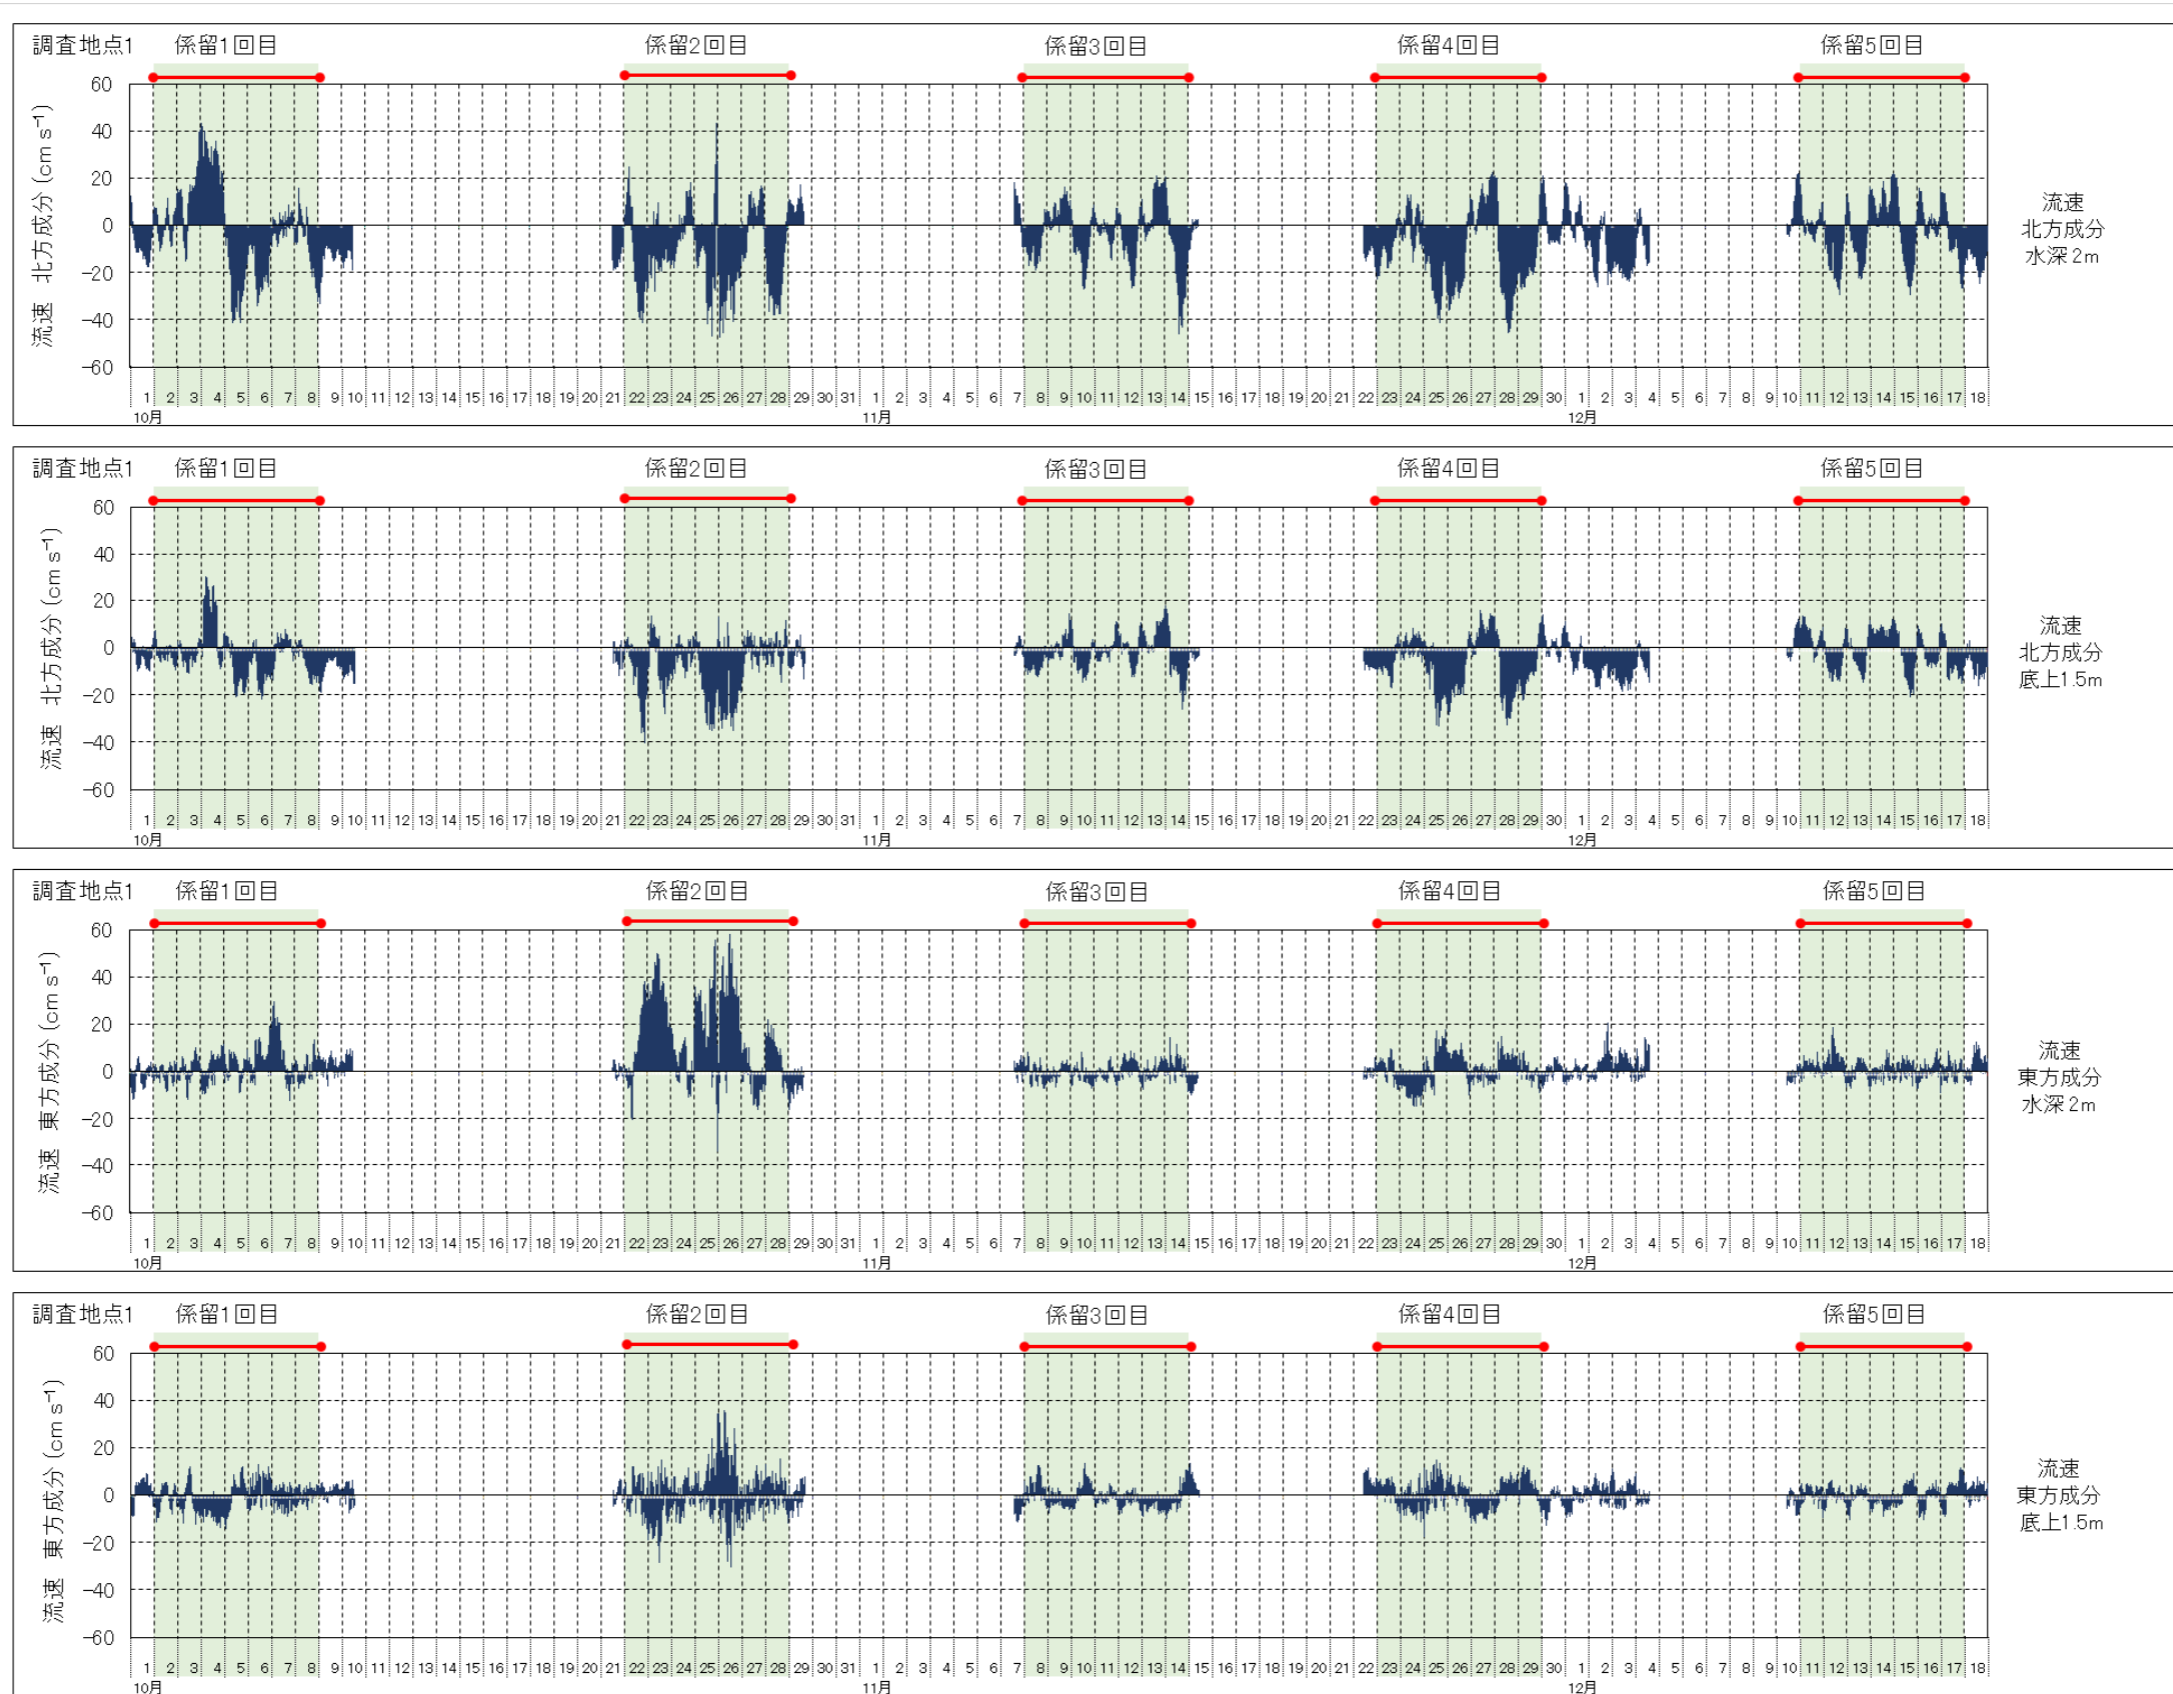 調査地点1 係留1回目 係留2回目 係留3回目 係留4回目 係留5回目
60
40
20
0
−20
−40
−60
流速 北方成分(cm s⁻¹)
流速
北方成分
水深2m
1 2 3 4 5 6 7 8 9 10 11 12 13 14 15 16 17 18 19 20 21 22 23 24 25 26 27 28 29 30 31 1 2 3 4 5 6 7 8 9 10 11 12 13 14 15 16 17 18 19 20 21 22 23 24 25 26 27 28 29 30 1 2 3 4 5 6 7 8 9 10 11 12 13 14 15 16 17 18
10月 11月 12月
調査地点1 係留1回目 係留2回目 係留3回目 係留4回目 係留5回目
60
40
20
0
−20
−40
−60
流速 北方成分(cm s⁻¹)
流速
北方成分
底上1.5m
1 2 3 4 5 6 7 8 9 10 11 12 13 14 15 16 17 18 19 20 21 22 23 24 25 26 27 28 29 30 31 1 2 3 4 5 6 7 8 9 10 11 12 13 14 15 16 17 18 19 20 21 22 23 24 25 26 27 28 29 30 1 2 3 4 5 6 7 8 9 10 11 12 13 14 15 16 17 18
10月 11月 12月
調査地点1 係留1回目 係留2回目 係留3回目 係留4回目 係留5回目
60
40
20
0
−20
−40
−60
流速 東方成分(cm s⁻¹)
流速
東方成分
水深2m
1 2 3 4 5 6 7 8 9 10 11 12 13 14 15 16 17 18 19 20 21 22 23 24 25 26 27 28 29 30 31 1 2 3 4 5 6 7 8 9 10 11 12 13 14 15 16 17 18 19 20 21 22 23 24 25 26 27 28 29 30 1 2 3 4 5 6 7 8 9 10 11 12 13 14 15 16 17 18
10月 11月 12月
調査地点1 係留1回目 係留2回目 係留3回目 係留4回目 係留5回目
60
40
20
0
−20
−40
−60
流速 東方成分(cm s⁻¹)
流速
東方成分
底上1.5m
1 2 3 4 5 6 7 8 9 10 11 12 13 14 15 16 17 18 19 20 21 22 23 24 25 26 27 28 29 30 31 1 2 3 4 5 6 7 8 9 10 11 12 13 14 15 16 17 18 19 20 21 22 23 24 25 26 27 28 29 30 1 2 3 4 5 6 7 8 9 10 11 12 13 14 15 16 17 18
10月 11月 12月